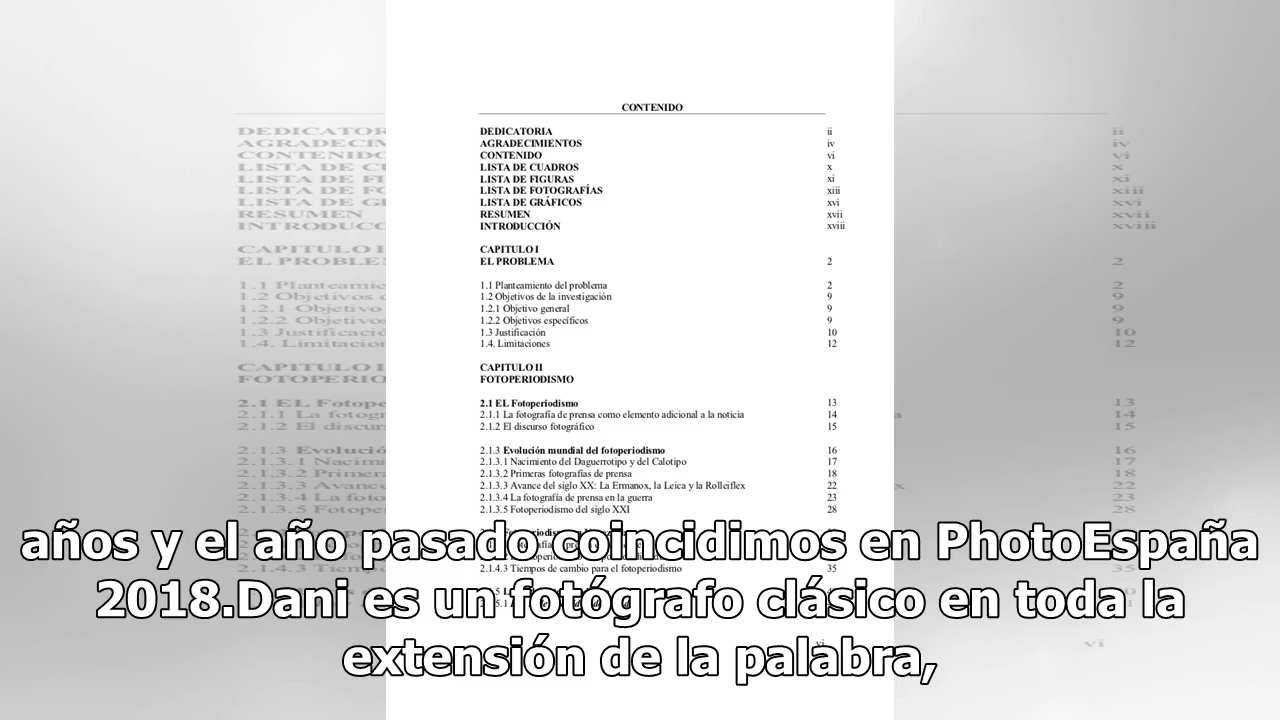 CONTENIDO
DEDICATORIA ii
AGRADECIMIENTOS iv
CONTENIDO vi
LISTA DE CUADROS x
LISTA DE FIGURAS xi
LISTA DE FOTOGRAFÍAS xiii
LISTA DE GRÁFICOS xvi
RESUMEN xvii
INTRODUCCIÓN xviii
CAPITULO I
EL PROBLEMA 2
1.1 Planteamiento del problema 2
1.2 Objetivos de la investigación 9
1.2.1 Objetivo general 9
1.2.2 Objetivos específicos 9
1.3 Justificación 10
1.4. Limitaciones 12
CAPITULO II
FOTOPERIODISMO
2.1 EL Fotoperiodismo 13
2.1.1 La fotografía de prensa como elemento adicional a la noticia 14
2.1.2 El discurso fotográfico 15
2.1.3 Evolución mundial del fotoperiodismo 16
2.1.3.1 Nacimiento del Daguerrotipo y del Calotipo 17
2.1.3.2 Primeras fotografías de prensa 18
2.1.3.3 Avance del siglo XX: La Ermanox, la Leica y la Rolleiflex 22
2.1.3.4 La fotografía de prensa en la guerra 23
2.1.3.5 Fotoperiodismo del siglo XXI 28
años y el año pasado coincidimos en PhotoEspaña
2.1.4.3 Tiempos de cambio para el fotoperiodismo 35
2018.Dani es un fotógrafo clásico en toda la
extensión de la palabra,
vi